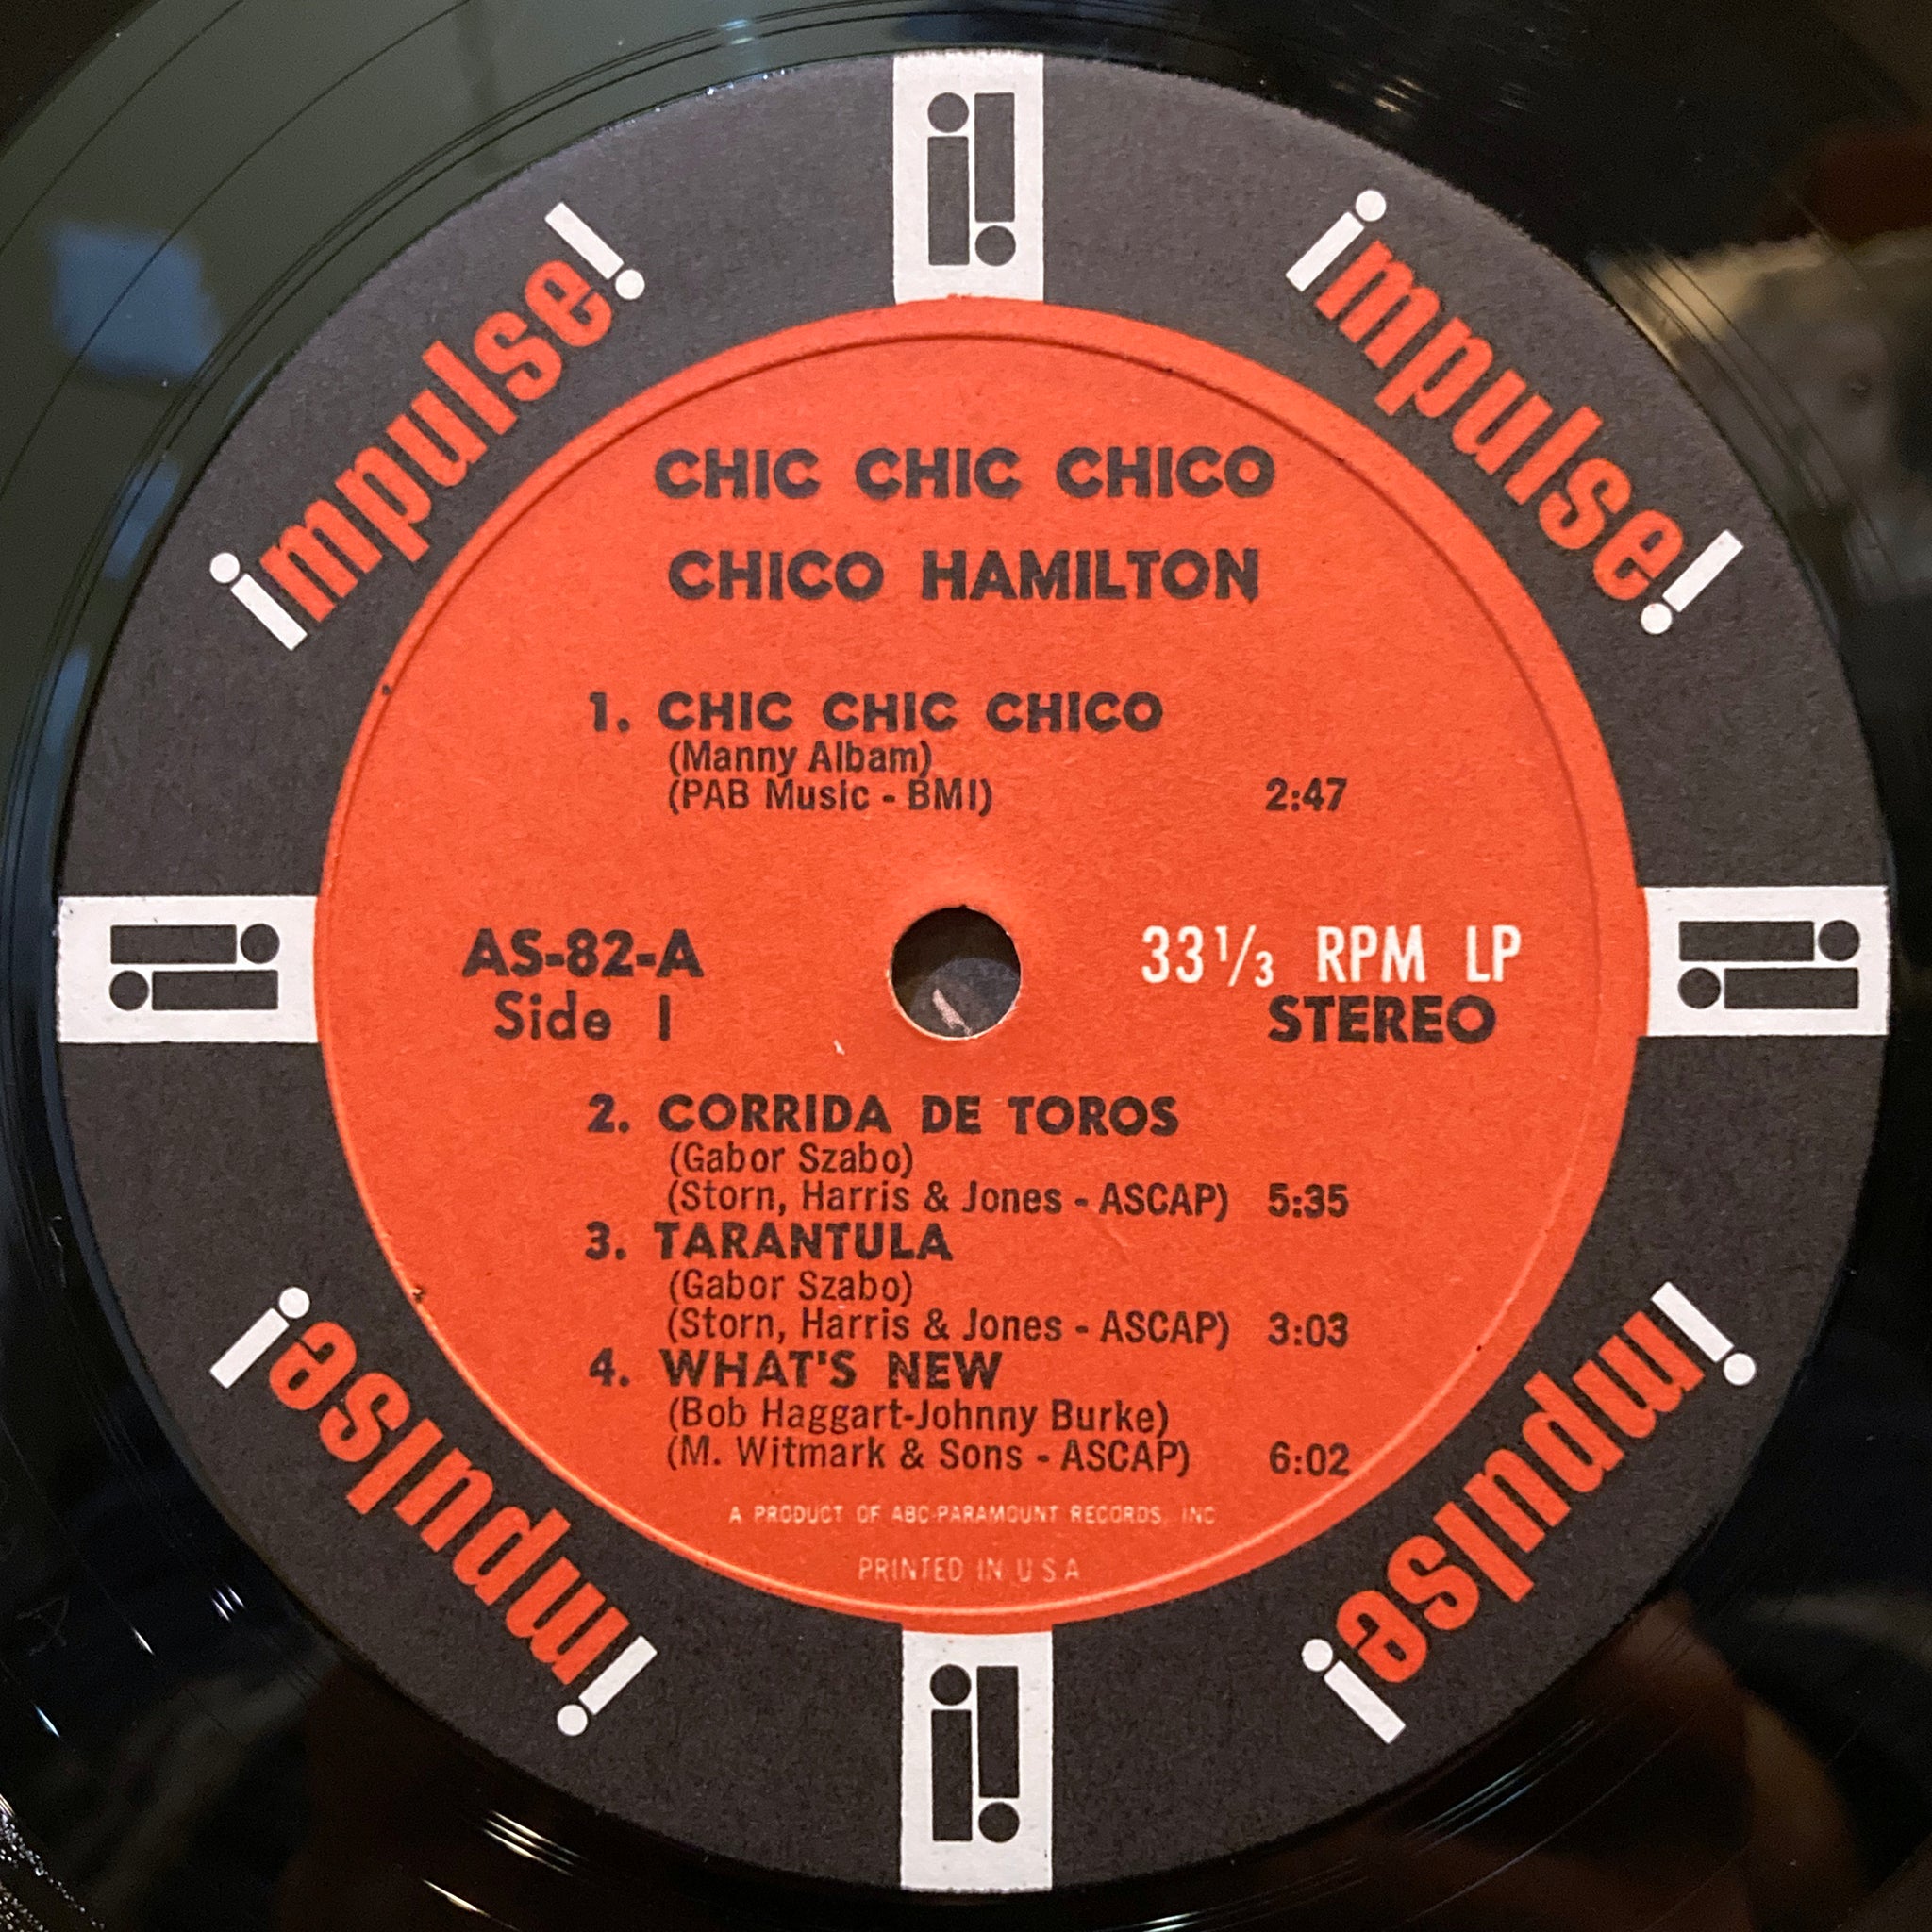 impulse!
impulse!
CHIC CHIC CHICO
CHICO HAMILTON
1. CHIC CHIC CHICO
(Manny Albam)
(PAB Music - BMI) 2:47
AS-82-A
Side 1
33 1/3 RPM LP
STEREO
2. CORRIDA DE TOROS
(Gabor Szabo)
(Storn, Harris & Jones - ASCAP) 5:35
3. TARANTULA
(Gabor Szabo)
(Storn, Harris & Jones - ASCAP) 3:03
4. WHAT'S NEW
(Bob Haggart-Johnny Burke)
(M. Witmark & Sons - ASCAP) 6:02
A PRODUCT OF ABC-PARAMOUNT RECORDS, INC
PRINTED IN U S A
impulse!
impulse!